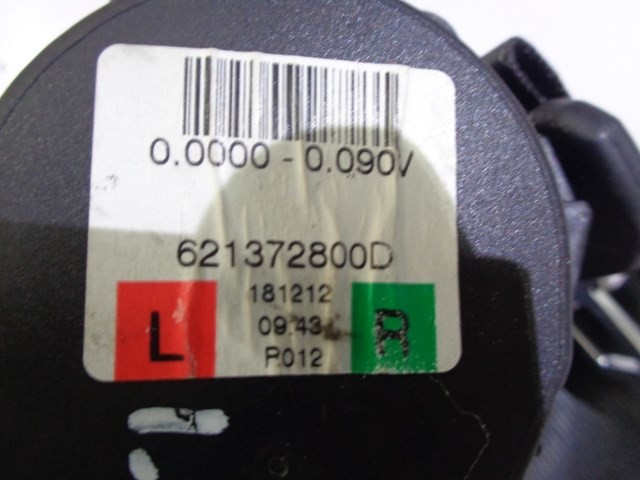 0.0000 - 0.090V
621372800D
181212
L 09:43 R
P012